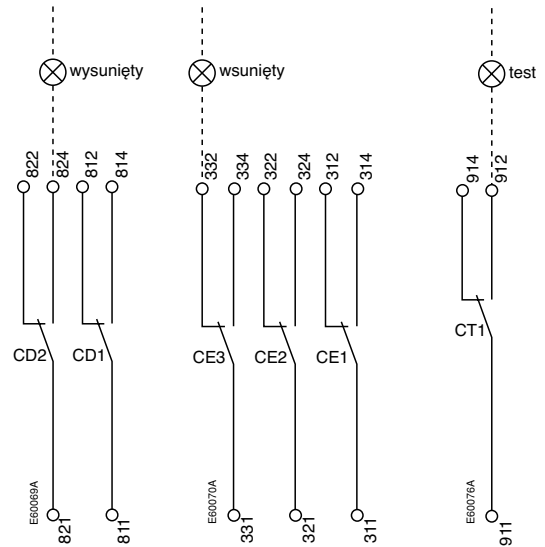 wysunięty
wsunięty
test
822
824
812
814
332
334
322
324
312
314
914
912
CD2
CD1
CE3
CE2
CE1
CT1
E60069A
821
811
E60070A
331
321
311
E60076A
911